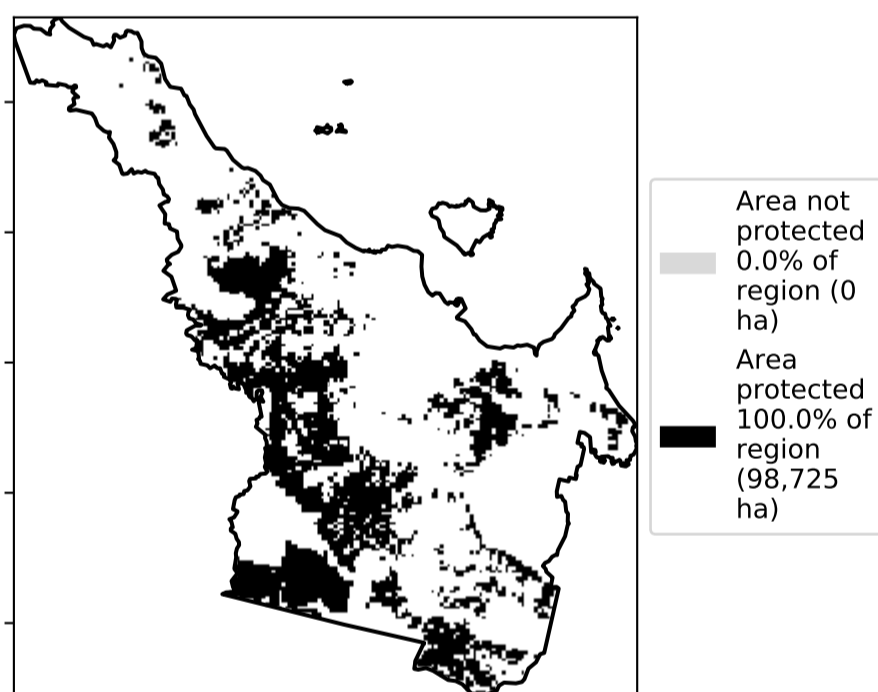 Area not
protected
0.0% of
region (0
ha)
Area
protected
100.0% of
region
(98,725
ha)